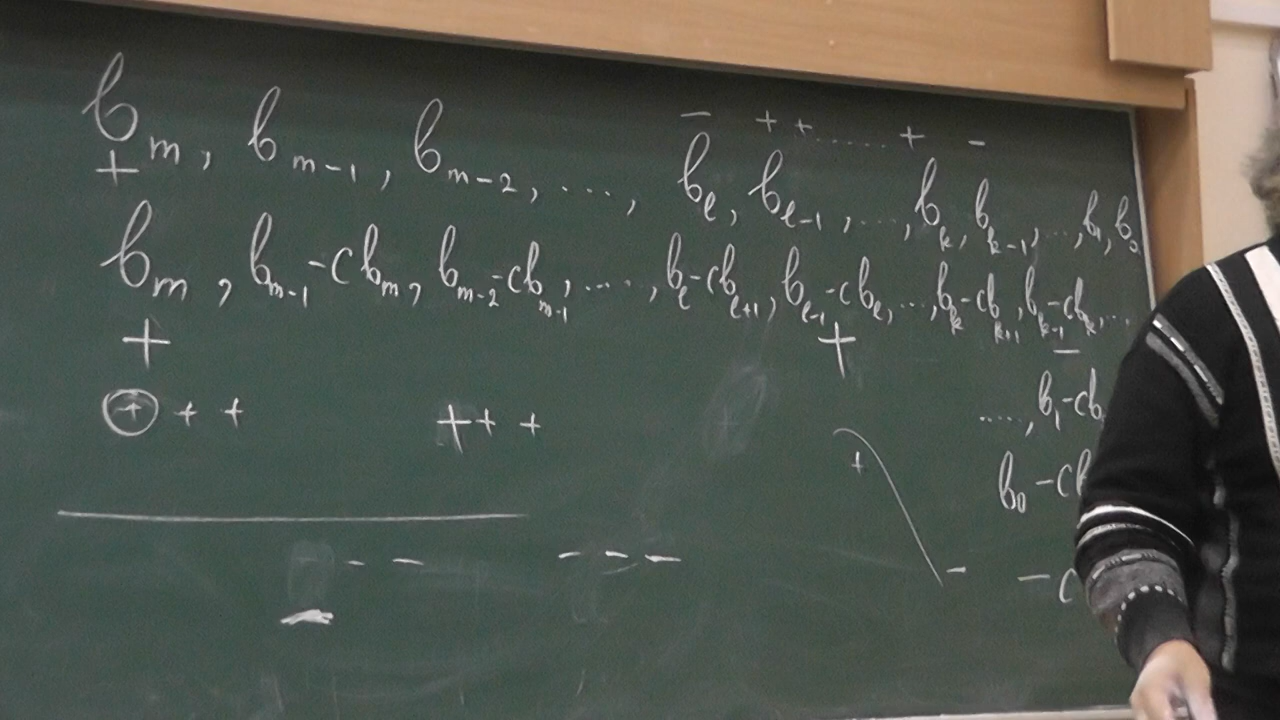 − + + ..... + −
b_m, b_{m-1}, b_{m-2}, ..., b_ℓ, b_{ℓ-1}, ..., b_k, b_{k-1}, ..., b_1, b_0
+
b_m, b_{m-1}-cb_m, b_{m-2}-cb_{m-1}, ..., b_ℓ-cb_{ℓ+1}, b_{ℓ-1}-cb_ℓ, ..., b_k-cb_{k+1}, b_{k-1}-cb_k, ...
+ + −
....., b_1-cb
⊕ + + + + +
+
b_0-cb
− − − − − − −c
−